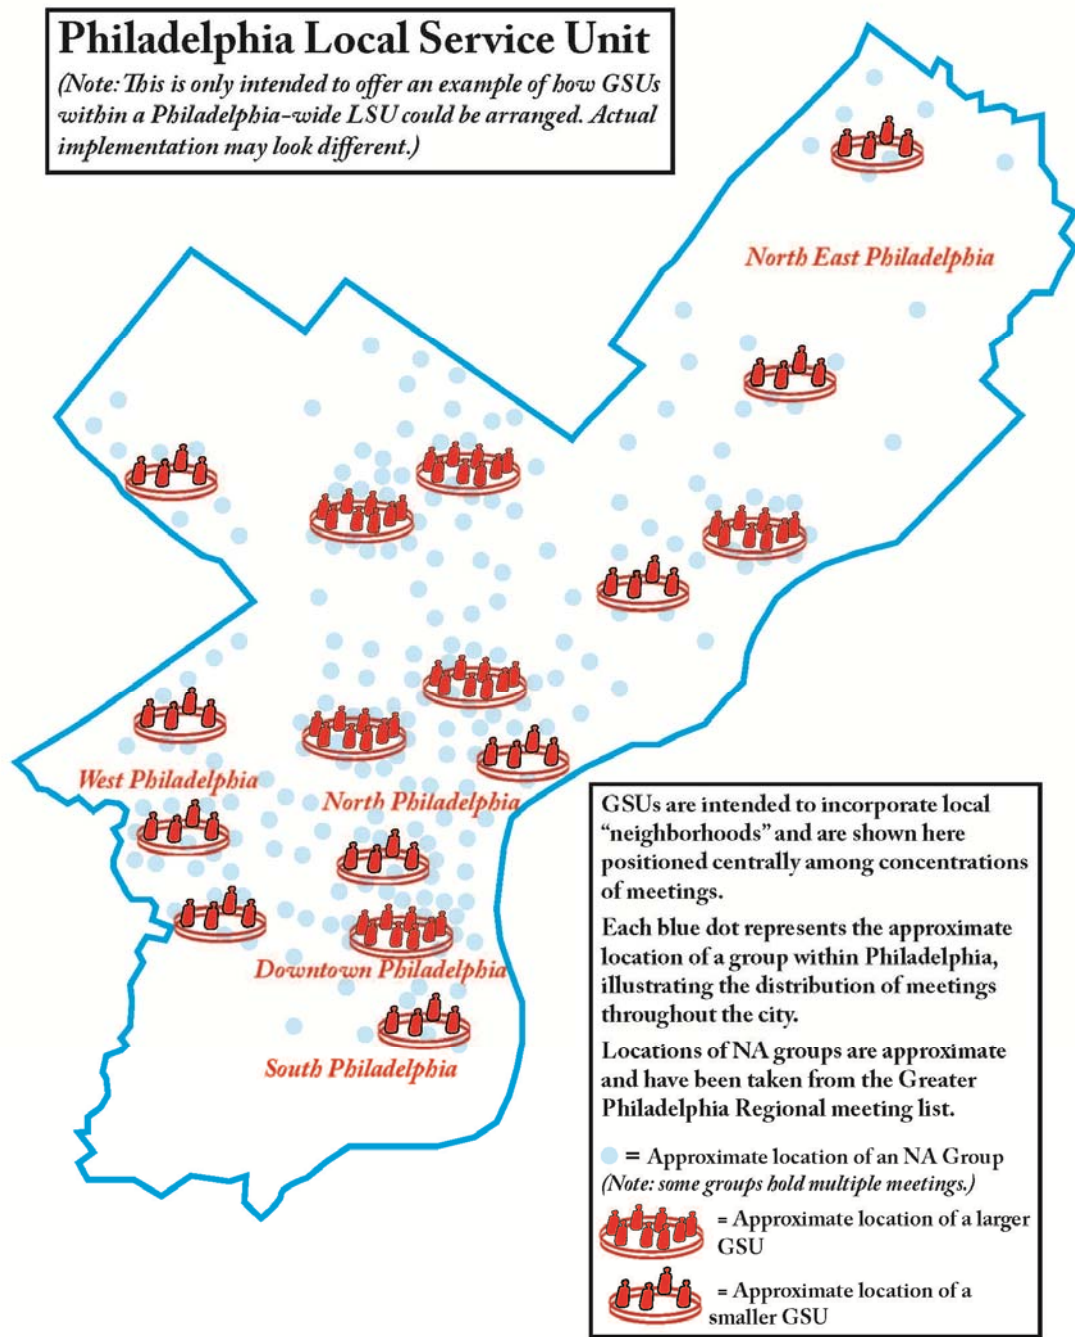 Philadelphia Local Service Unit
(Note: This is only intended to offer an example of how GSUs
within a Philadelphia-wide LSU could be arranged. Actual
implementation may look different.)
North East Philadelphia
West Philadelphia
North Philadelphia
Downtown Philadelphia
South Philadelphia
GSUs are intended to incorporate local
“neighborhoods” and are shown here
positioned centrally among concentrations
of meetings.
Each blue dot represents the approximate
location of a group within Philadelphia,
illustrating the distribution of meetings
throughout the city.
Locations of NA groups are approximate
and have been taken from the Greater
Philadelphia Regional meeting list.
= Approximate location of an NA Group
(Note: some groups hold multiple meetings.)
= Approximate location of a larger
GSU
= Approximate location of a
smaller GSU